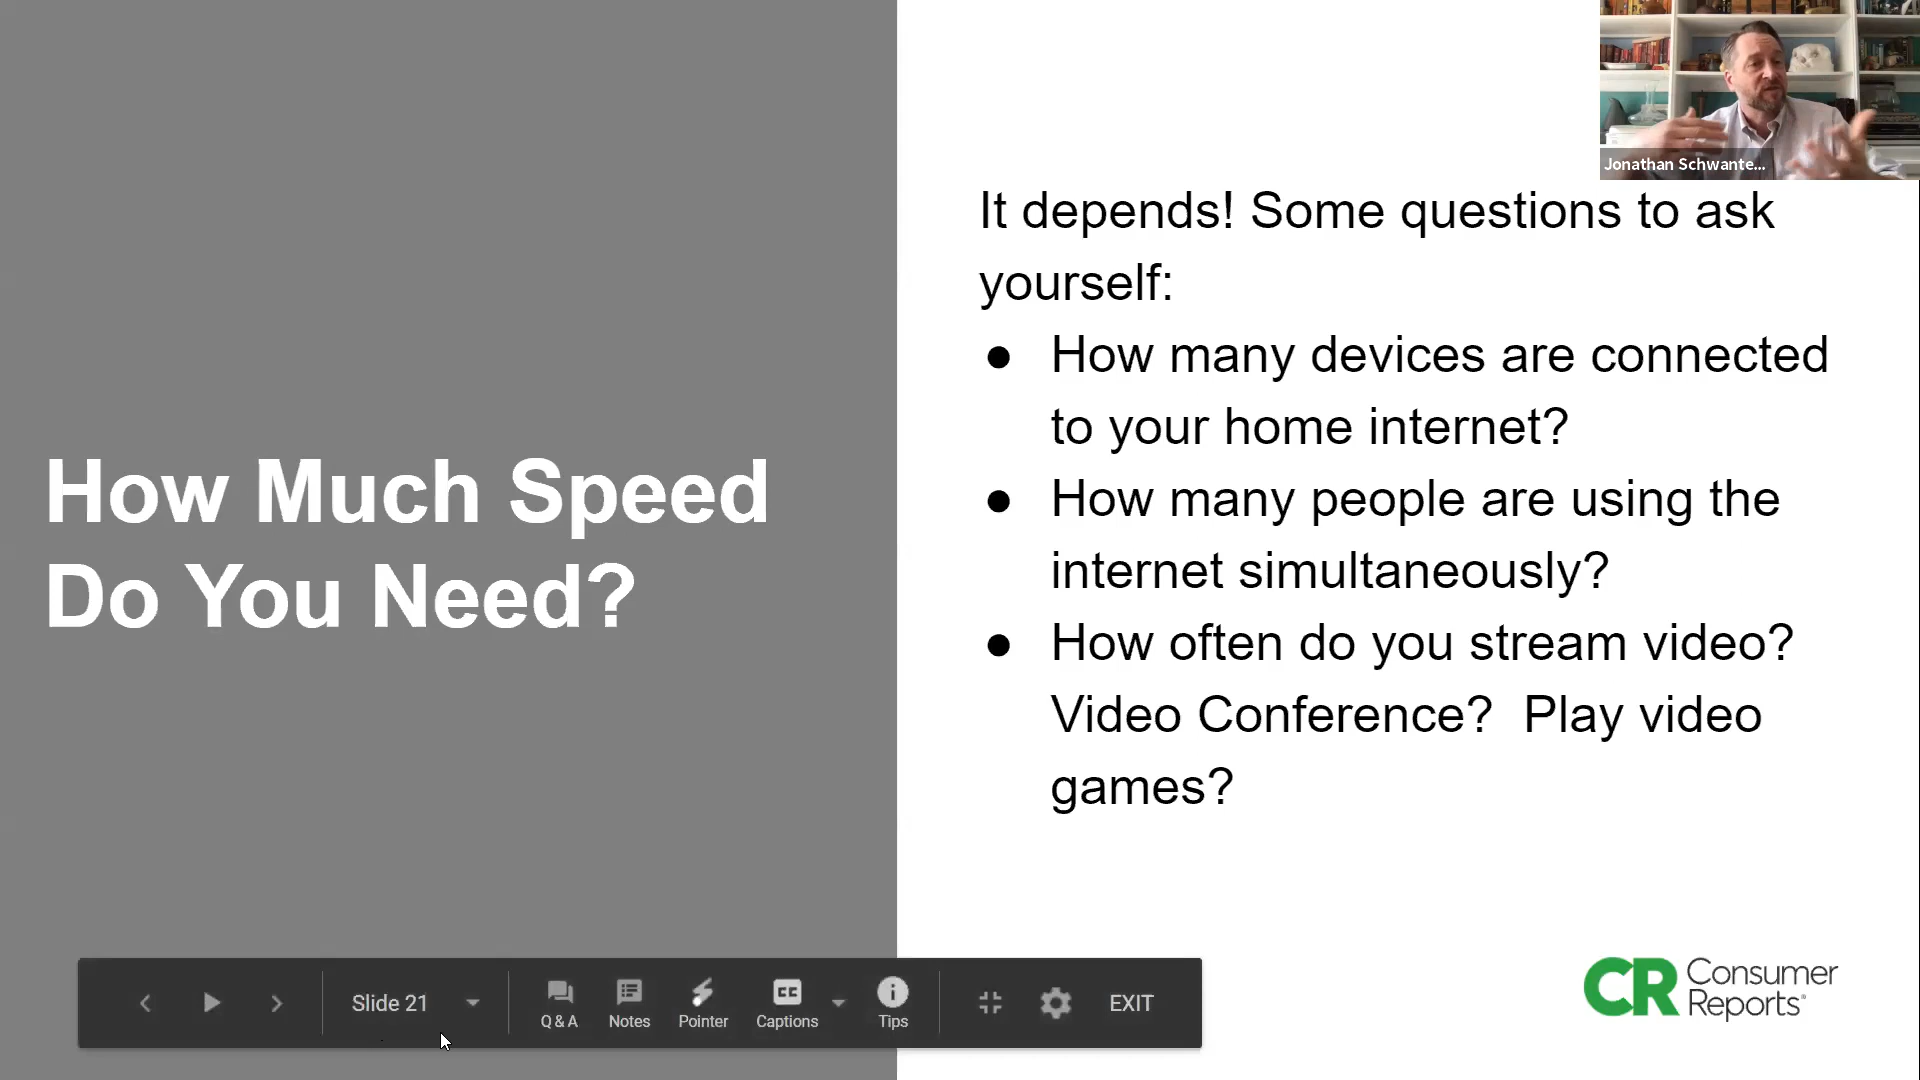 Jonathan Schwante...
How Much Speed
Do You Need?
It depends! Some questions to ask
yourself:
● How many devices are connected
to your home internet?
● How many people are using the
internet simultaneously?
● How often do you stream video?
Video Conference?  Play video
games?
Slide 21
Q & A
Notes
Pointer
CC
Captions
Tips
EXIT
CR Consumer
Reports®